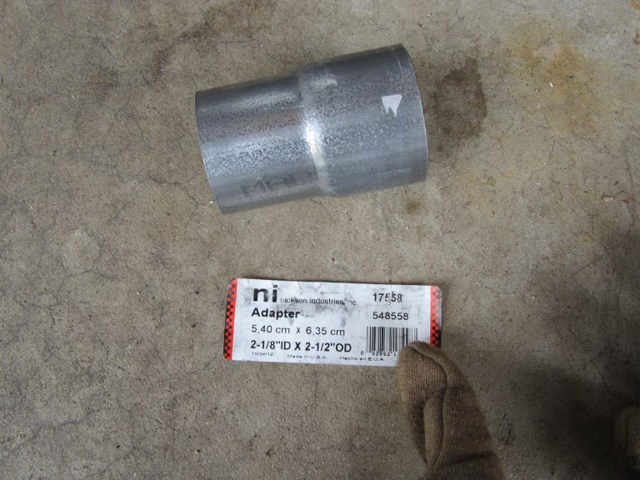 ni nickson industries, inc. 17558
Adapter 548558
5,40 cm x 6,35 cm
2-1/8"ID X 2-1/2"OD
Made in U.S.A. Hecho en E.U.A.